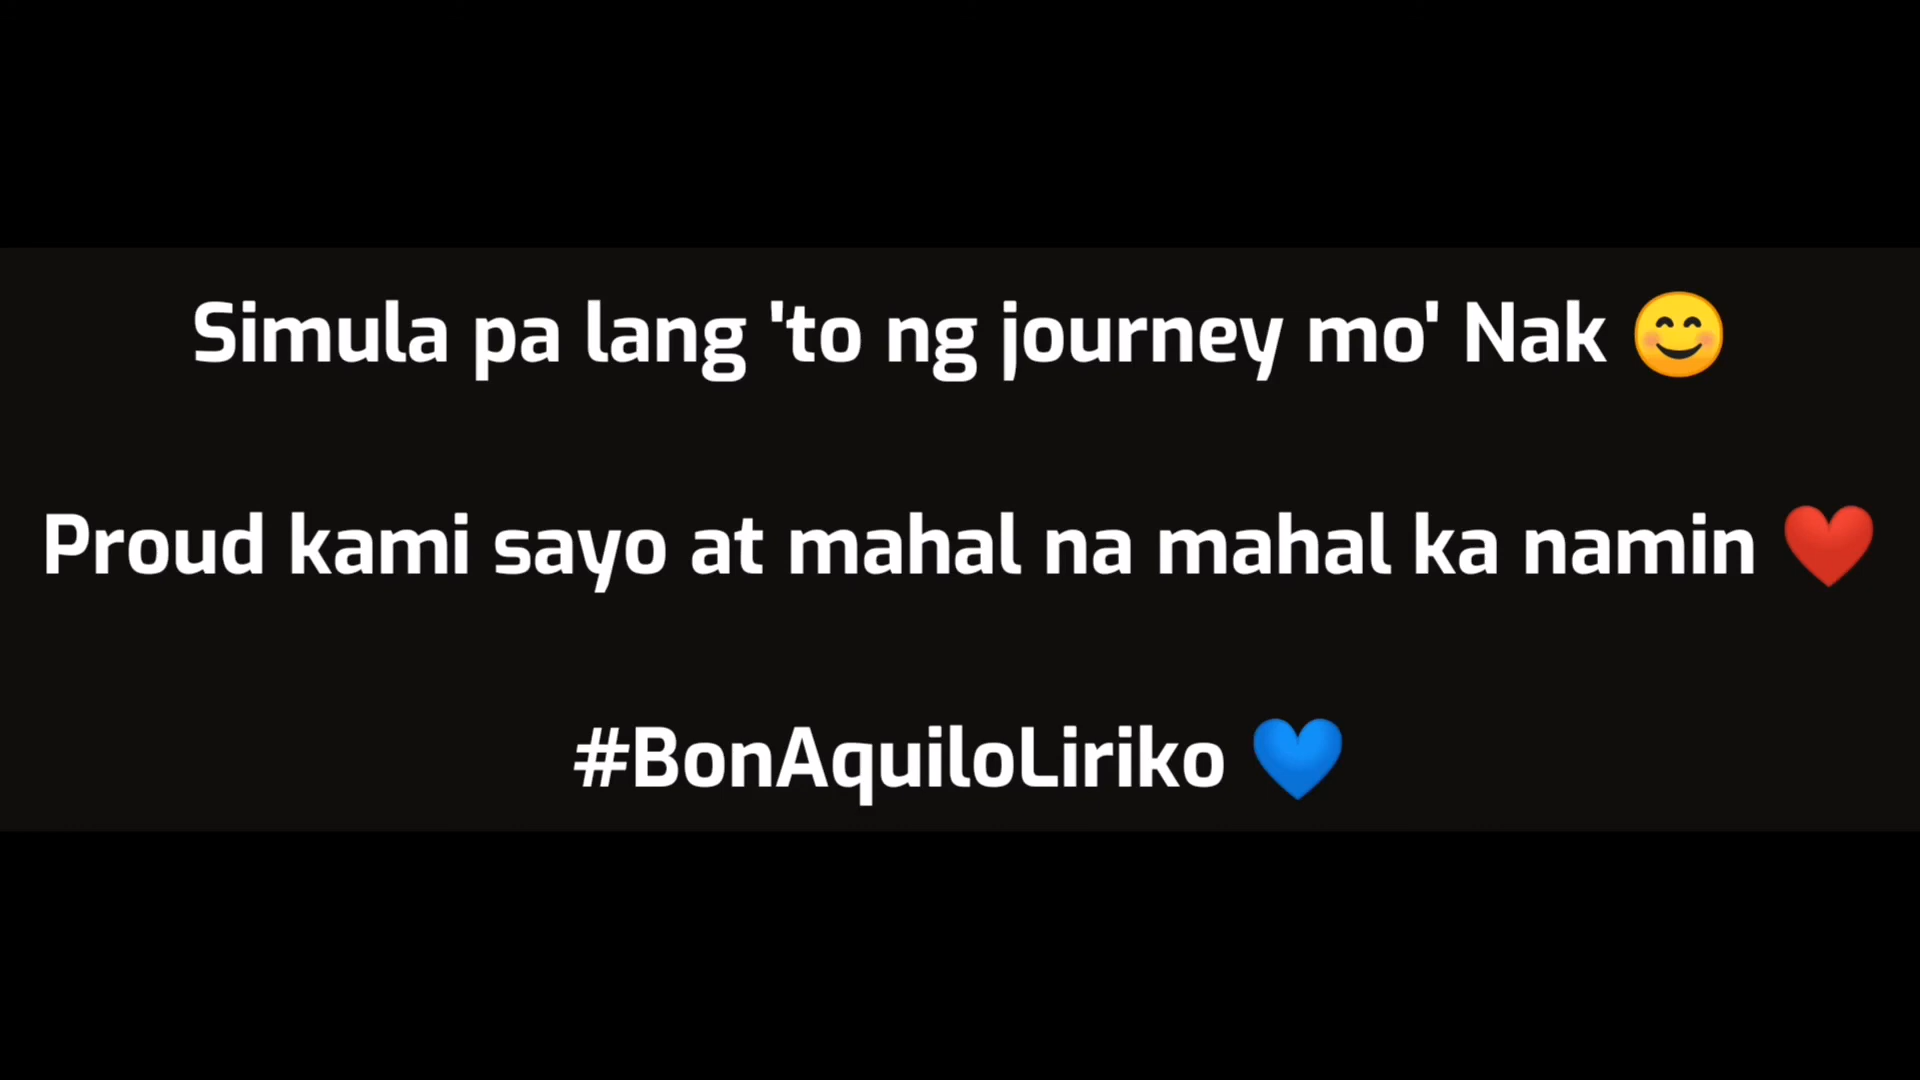 Simula pa lang 'to ng journey mo' Nak 😊
Proud kami sayo at mahal na mahal ka namin ❤️
#BonAquiloLiriko 💙